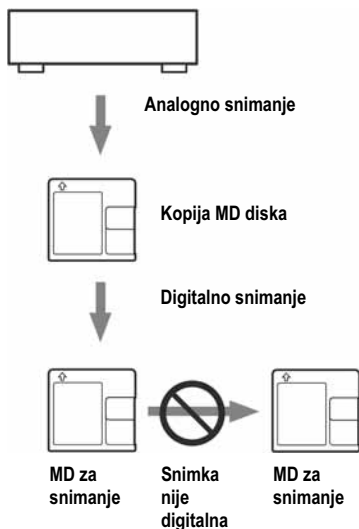 Analogno snimanje
Kopija MD diska
Digitalno snimanje
MD za
snimanje
Snimka
nije
digitalna
MD za
snimanje